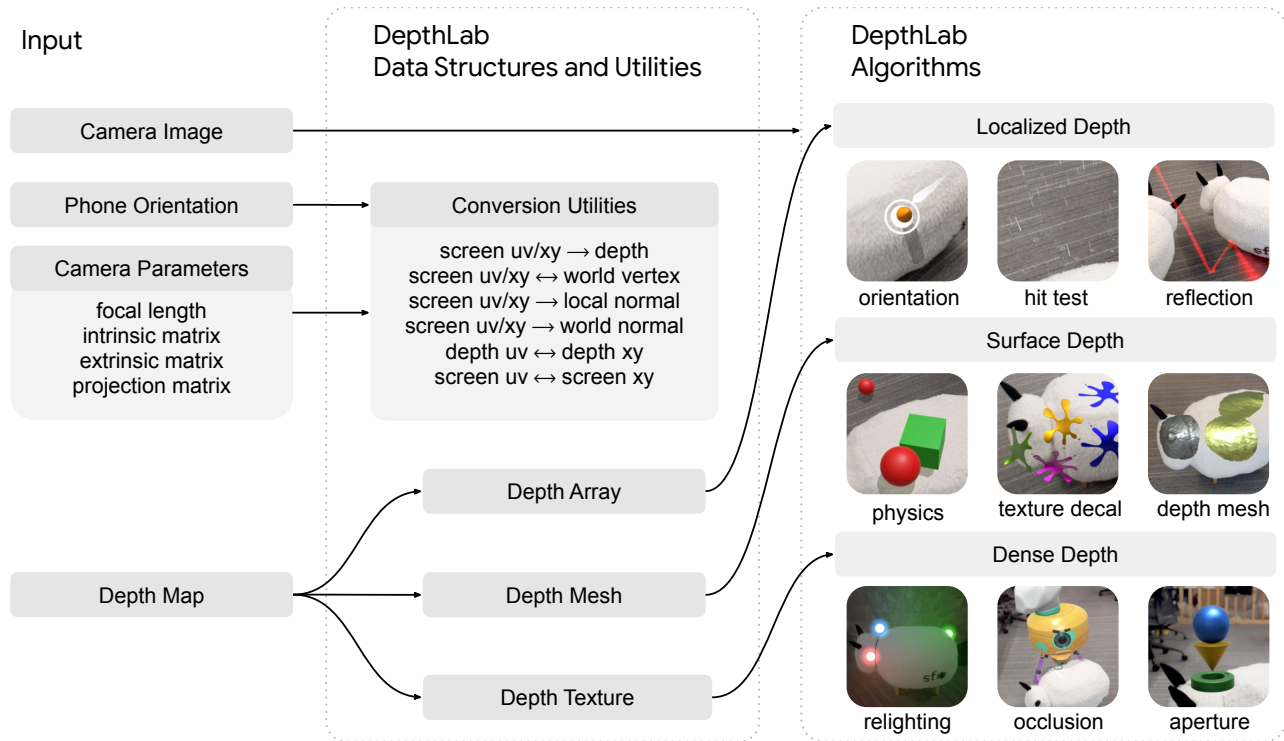 Input
DepthLab
Data Structures and Utilities
DepthLab
Algorithms
Camera Image
Phone Orientation
Camera Parameters
focal length
intrinsic matrix
extrinsic matrix
projection matrix
Depth Map
Conversion Utilities
screen uv/xy → depth
screen uv/xy ↔ world vertex
screen uv/xy → local normal
screen uv/xy → world normal
depth uv ↔ depth xy
screen uv ↔ screen xy
Depth Array
Depth Mesh
Depth Texture
Localized Depth
orientation
hit test
reflection
Surface Depth
physics
texture decal
depth mesh
Dense Depth
relighting
occlusion
aperture